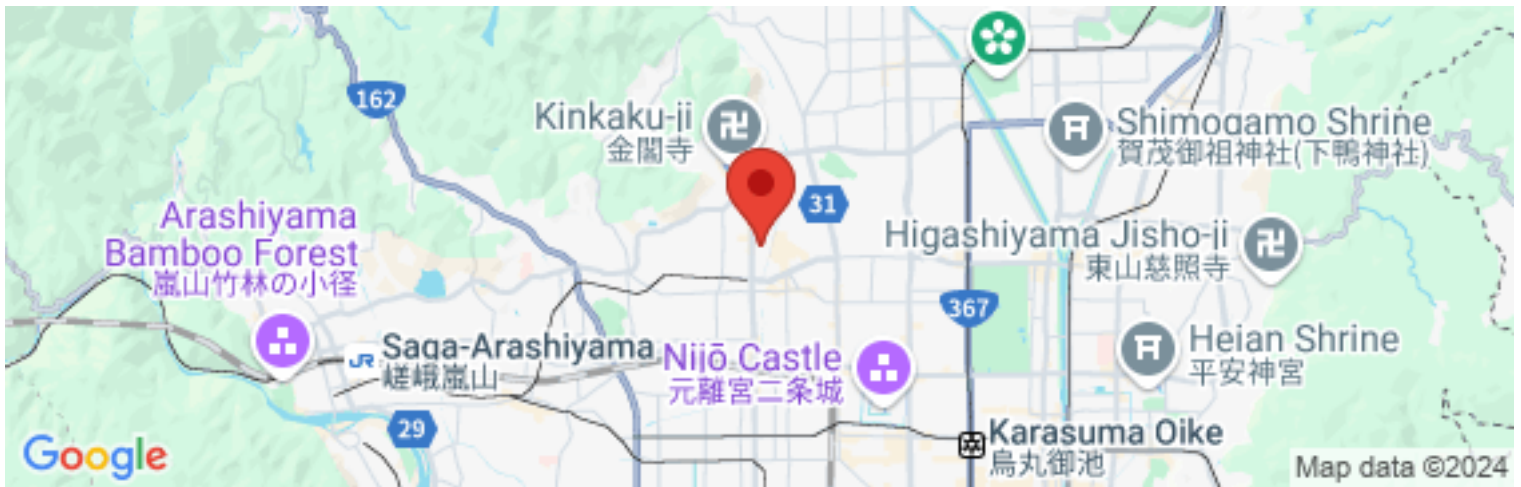 162
Kinkaku-ji
金閣寺
Shimogamo Shrine
賀茂御祖神社(下鴨神社)
31
Arashiyama
Bamboo Forest
嵐山竹林の小径
Higashiyama Jisho-ji
東山慈照寺
367
JR
Saga-Arashiyama
嵯峨嵐山
Nijō Castle
元離宮二条城
Heian Shrine
平安神宮
29
Karasuma Oike
烏丸御池
Google
Map data ©2024